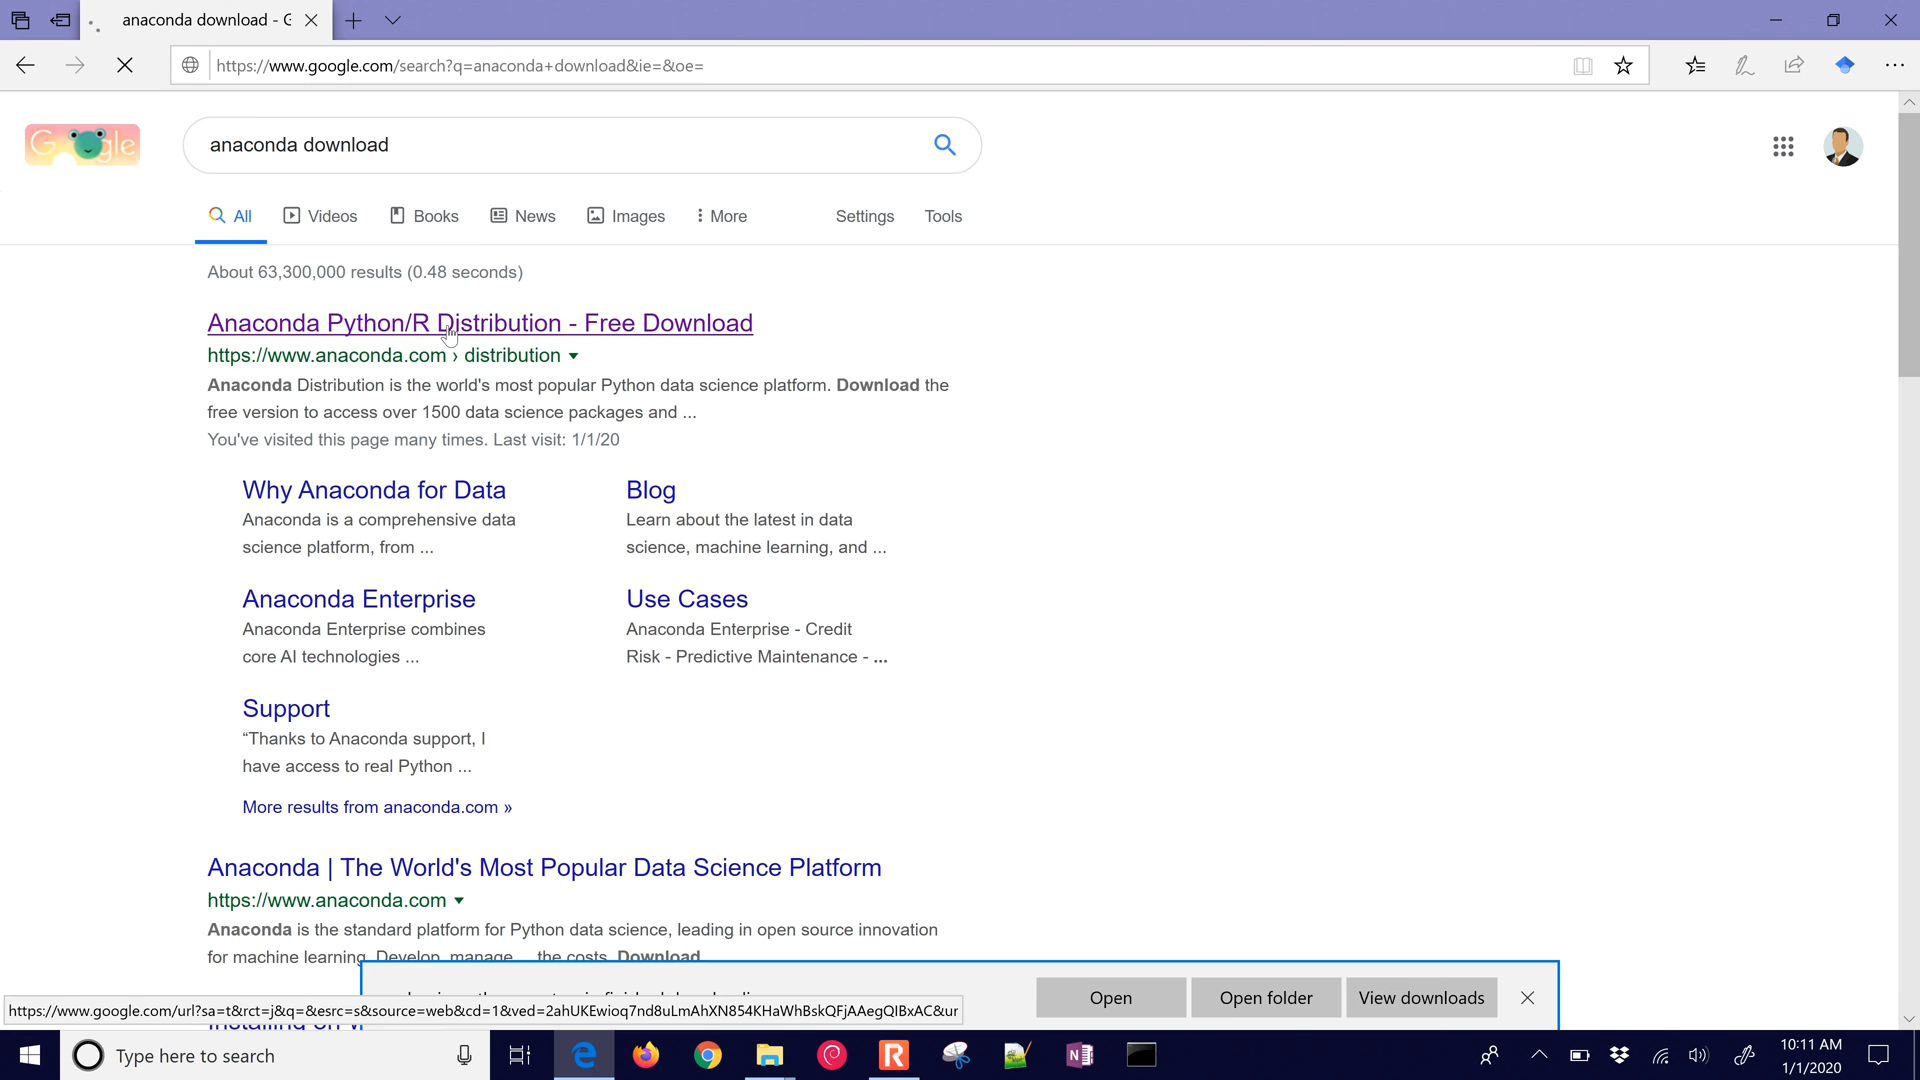 anaconda download - G
https://www.google.com/search?q=anaconda+download&ie=&oe=
Google
anaconda download
All Videos Books News Images More Settings Tools
About 63,300,000 results (0.48 seconds)
Anaconda Python/R Distribution - Free Download
https://www.anaconda.com › distribution
Anaconda Distribution is the world's most popular Python data science platform. Download the
free version to access over 1500 data science packages and ...
You've visited this page many times. Last visit: 1/1/20
Why Anaconda for Data
Anaconda is a comprehensive data
science platform, from ...
Blog
Learn about the latest in data
science, machine learning, and ...
Anaconda Enterprise
Anaconda Enterprise combines
core AI technologies ...
Use Cases
Anaconda Enterprise - Credit
Risk - Predictive Maintenance - ...
Support
“Thanks to Anaconda support, I
have access to real Python ...
More results from anaconda.com »
Anaconda | The World's Most Popular Data Science Platform
https://www.anaconda.com
Anaconda is the standard platform for Python data science, leading in open source innovation
for machine learning. Develop, manage ... the costs. Download
Open Open folder View downloads
https://www.google.com/url?sa=t&rct=j&q=&esrc=s&source=web&cd=1&ved=2ahUKEwioq7nd8uLmAhXN854KHaWhBskQFjAAegQIBxAC&ur
Installing on
Type here to search
10:11 AM
1/1/2020